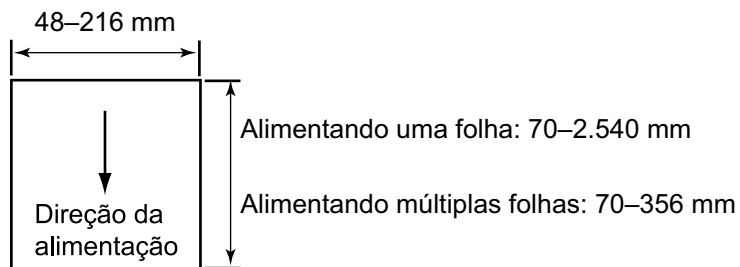 48–216 mm
Alimentando uma folha: 70–2.540 mm
Alimentando múltiplas folhas: 70–356 mm
Direção da
alimentação